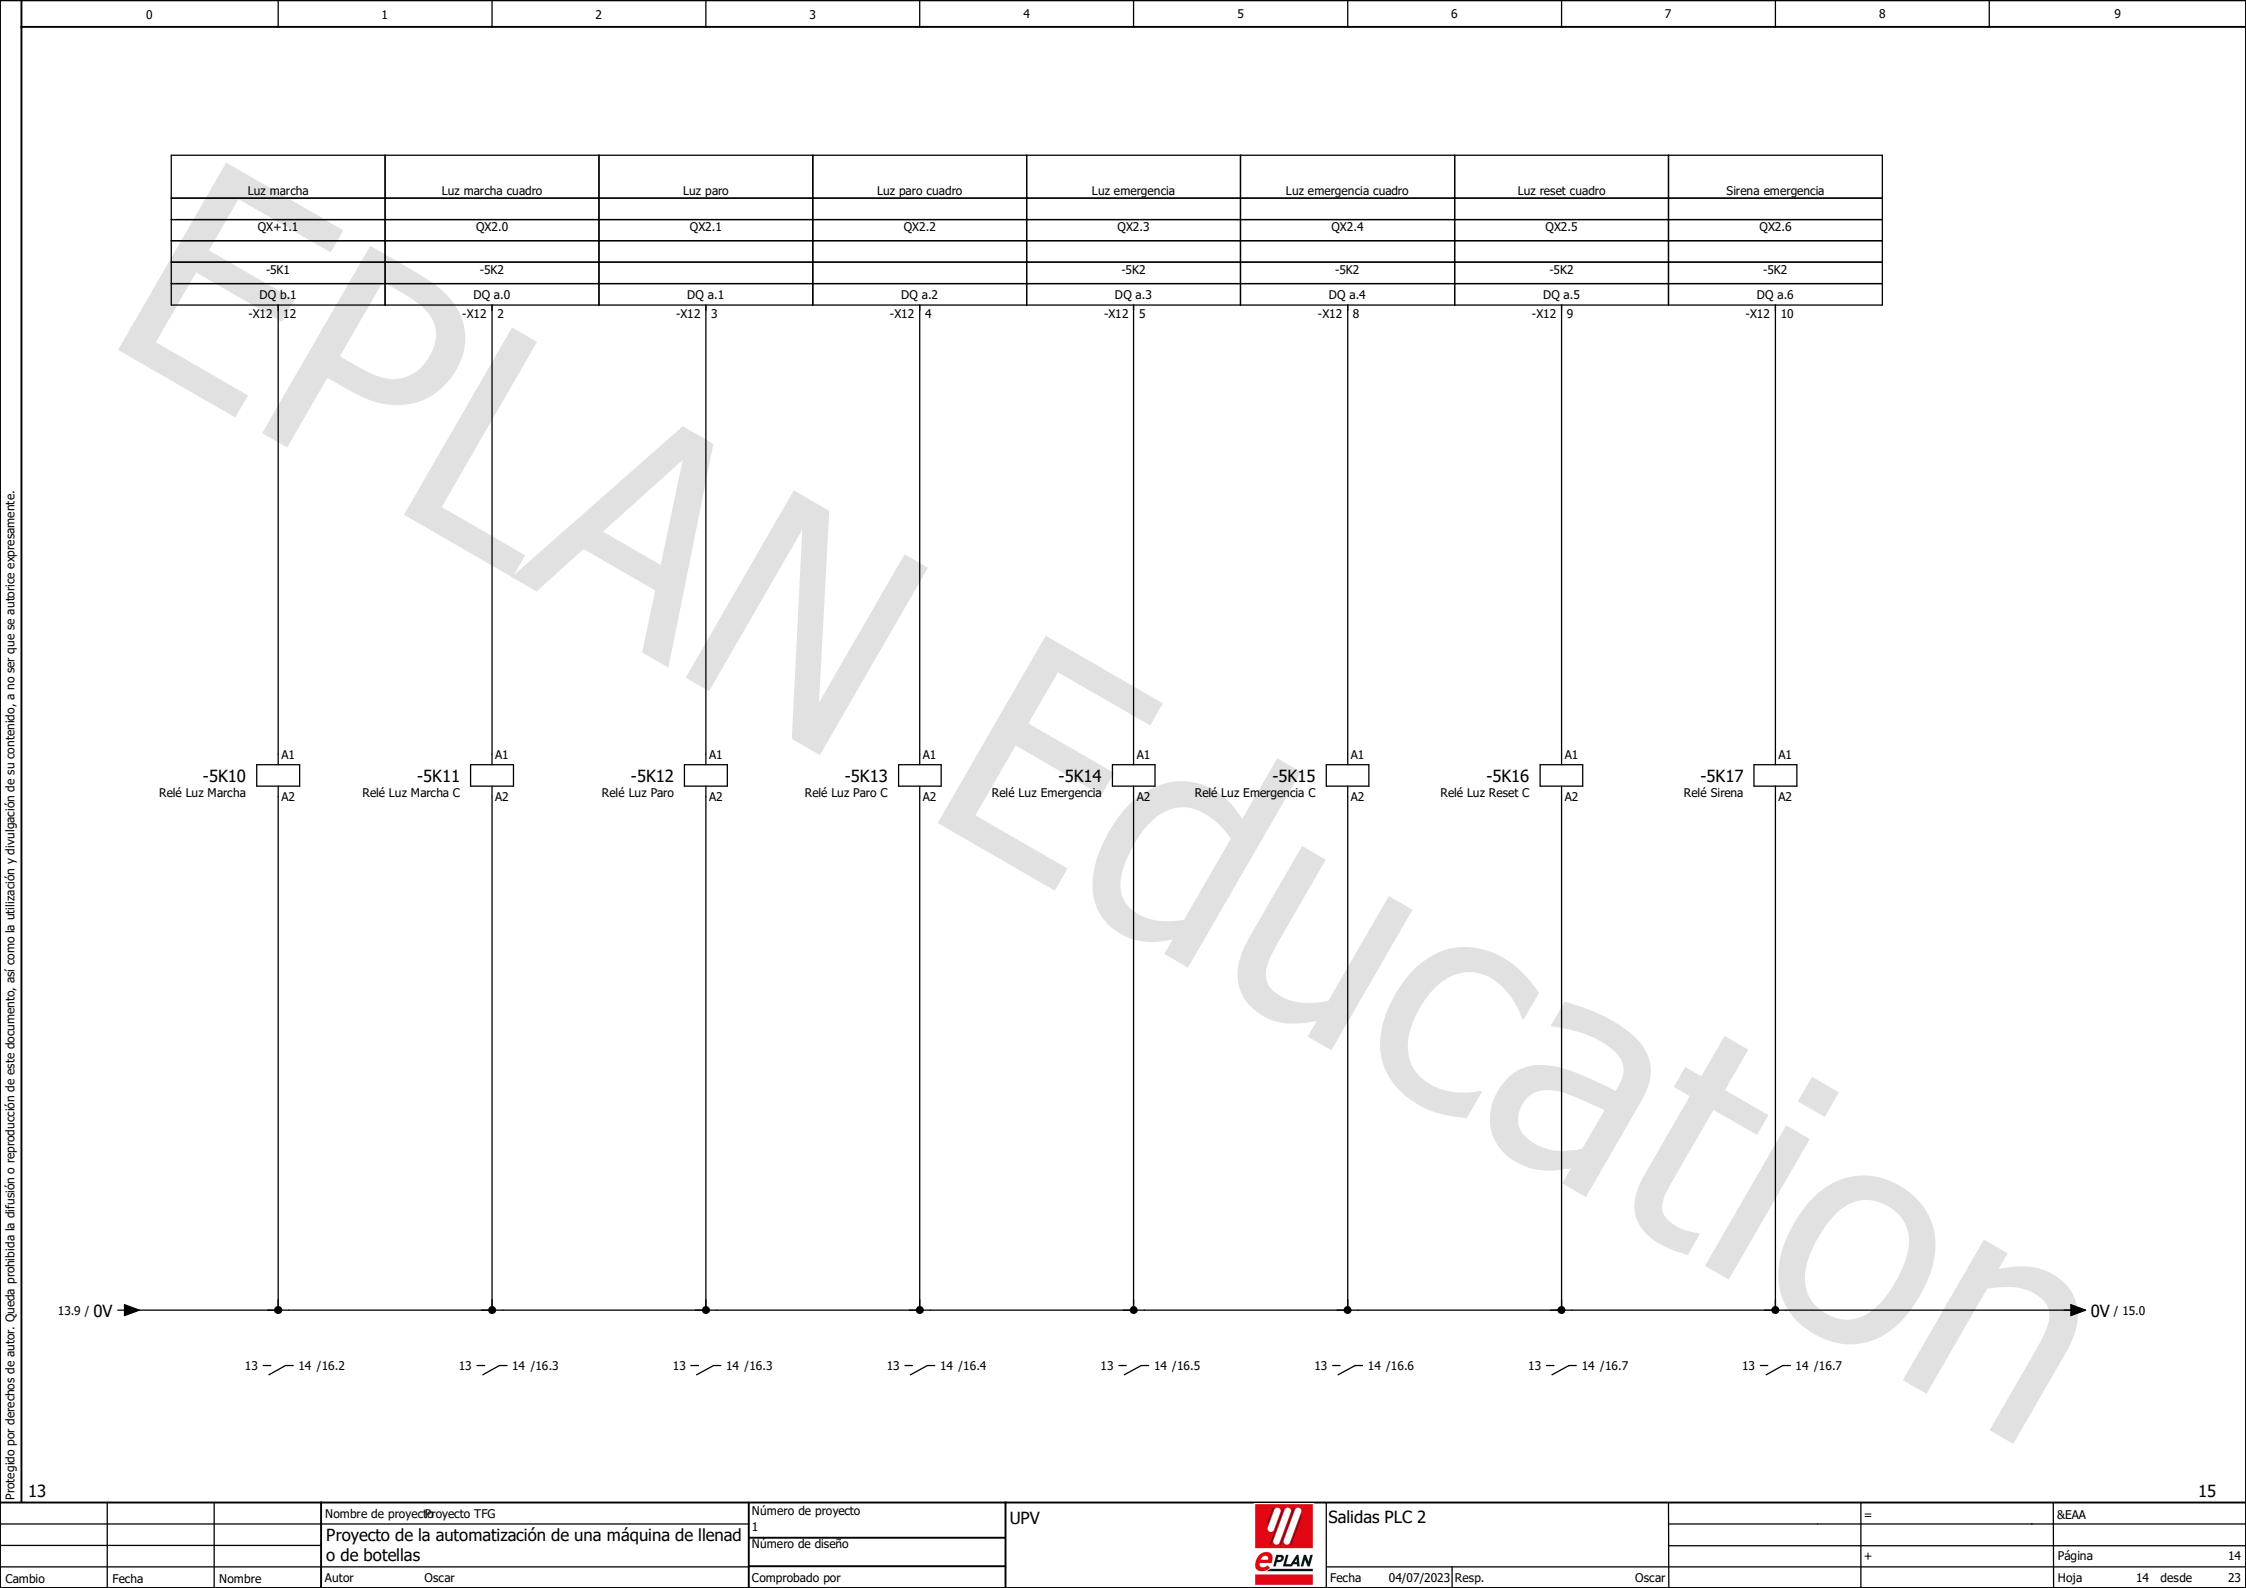 0 1 2 3 4 5 6 7 8 9
Luz marcha Luz marcha cuadro Luz paro Luz paro cuadro Luz emergencia Luz emergencia cuadro Luz reset cuadro Sirena emergencia
QX+1.1 QX2.0 QX2.1 QX2.2 QX2.3 QX2.4 QX2.5 QX2.6
-5K1 -5K2 -5K2 -5K2 -5K2 -5K2
DQ b.1 DQ a.0 DQ a.1 DQ a.2 DQ a.3 DQ a.4 DQ a.5 DQ a.6
-X12 12 -X12 2 -X12 3 -X12 4 -X12 5 -X12 8 -X12 9 -X12 10
EPLAN Education
A1 A1 A1 A1 A1 A1 A1 A1
-5K10 -5K11 -5K12 -5K13 -5K14 -5K15 -5K16 -5K17
Relé Luz Marcha Relé Luz Marcha C Relé Luz Paro Relé Luz Paro C Relé Luz Emergencia Relé Luz Emergencia C Relé Luz Reset C Relé Sirena
A2 A2 A2 A2 A2 A2 A2 A2
13.9 / 0V 0V / 15.0
13 14 /16.2 13 14 /16.3 13 14 /16.3 13 14 /16.4 13 14 /16.5 13 14 /16.6 13 14 /16.7 13 14 /16.7
Protegido por derechos de autor. Queda prohibida la difusión o reproducción de este documento, así como la utilización y divulgación de su contenido, a no ser que se autorice expresamente.
13 15
Nombre de proyecto Proyecto TFG
Proyecto de la automatización de una máquina de llenad
o de botellas
Cambio Fecha Nombre Autor Oscar
Número de proyecto
1
Número de diseño
Comprobado por
UPV
ePLAN
Salidas PLC 2
Fecha 04/07/2023 Resp. Oscar
= &EAA
+ Página 14
Hoja 14 desde 23